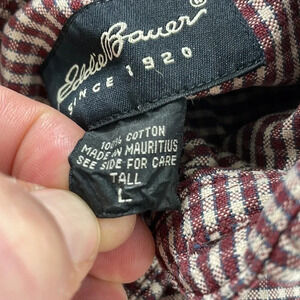 Eddie Bauer
SINCE 1920
100% COTTON
MADE IN MAURITIUS
SEE SIDE FOR CARE
TALL
L